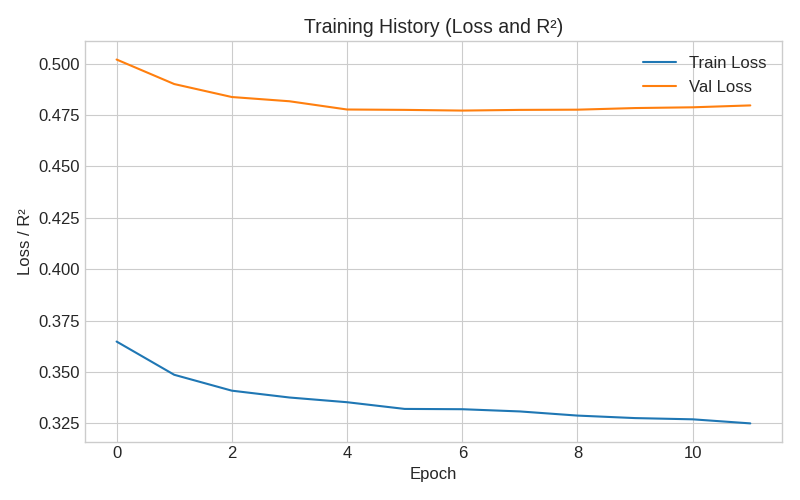 Training History (Loss and R²)
Train Loss
Val Loss
Loss / R²
0.500
0.475
0.450
0.425
0.400
0.375
0.350
0.325
0 2 4 6 8 10
Epoch